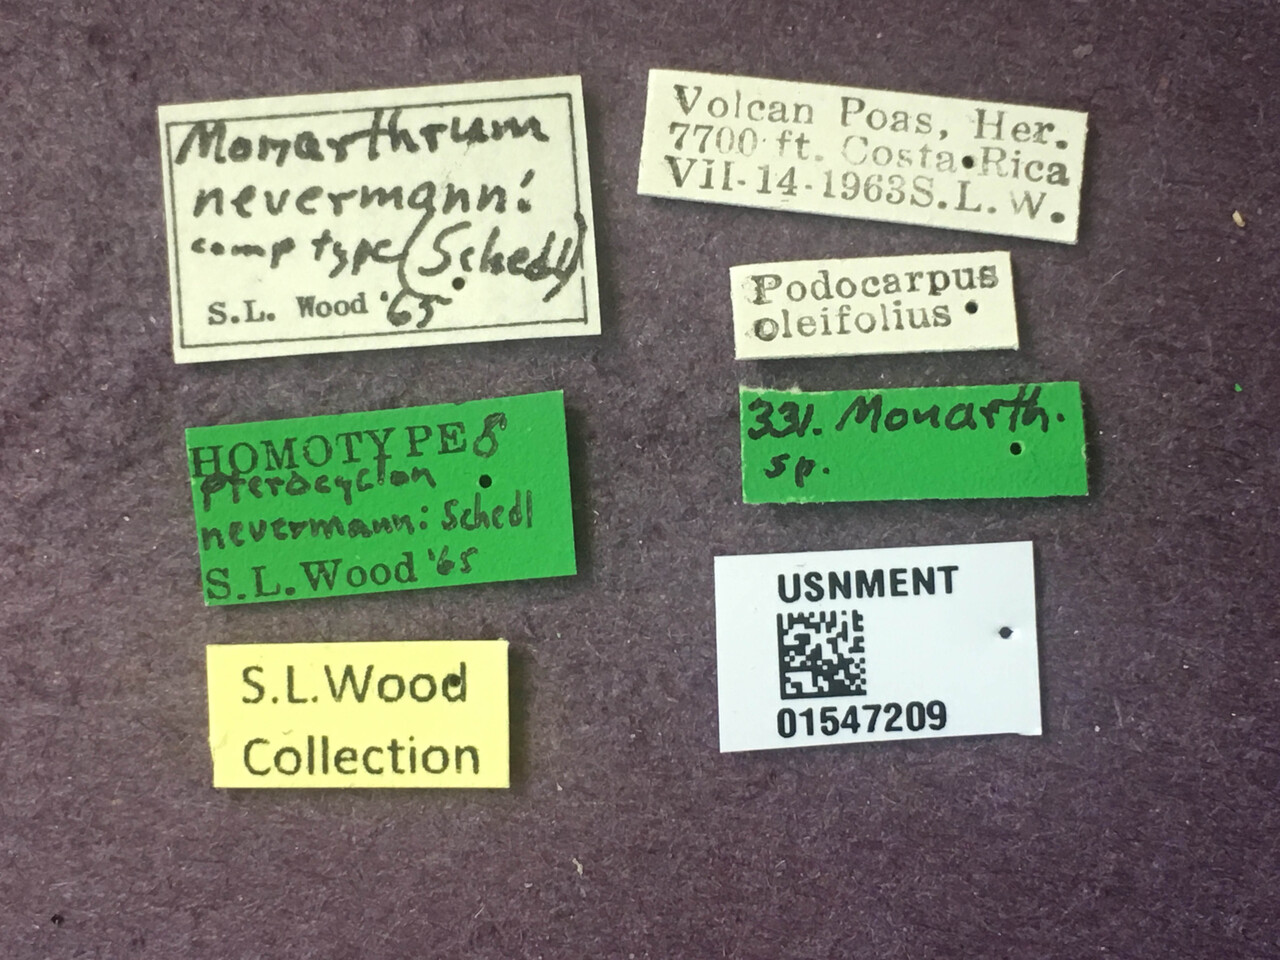 Monarthrum
nevermanni
comp type (Schedl)
S.L. Wood '65
Volcan Poas, Her.
7700 ft. Costa Rica
VII-14-1963 S.L.W.
Podocarpus
oleifolius
HOMOTYPE ♂
Pterocyclon
nevermanni Schedl
S.L. Wood '65
331. Monarth.
sp.
S.L.Wood
Collection
USNMENT
01547209